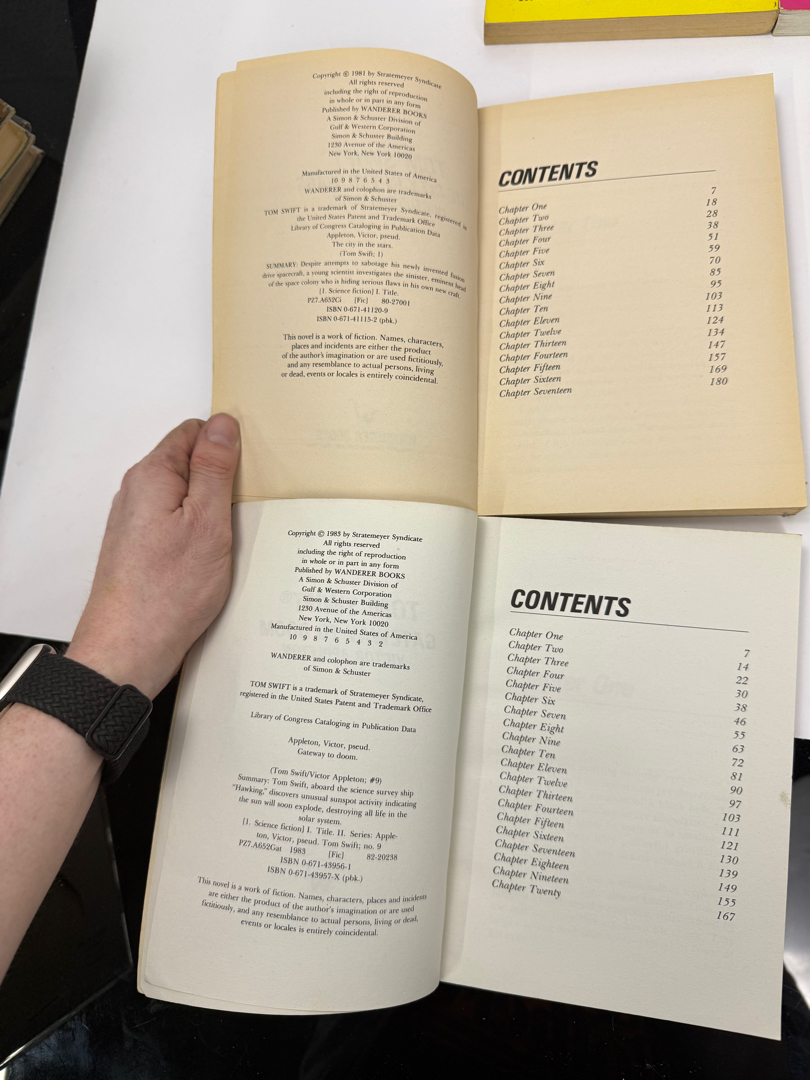 Copyright © 1981 by Stratemeyer Syndicate
All rights reserved
including the right of reproduction
in whole or in part in any form
Published by WANDERER BOOKS
A Simon & Schuster Division of
Gulf & Western Corporation
Simon & Schuster Building
1230 Avenue of the Americas
New York, New York 10020
Manufactured in the United States of America
10 9 8 7 6 5 4 3
WANDERER and colophon are trademarks
of Simon & Schuster
TOM SWIFT is a trademark of Stratemeyer Syndicate, registered in
the United States Patent and Trademark Office
Library of Congress Cataloging in Publication Data
Appleton, Victor, pseud.
The city in the stars.
(Tom Swift; 1)
SUMMARY: Despite attempts to sabotage his newly invented fusion
drive spacecraft, a young scientist investigates the sinister, eminent head
of the space colony who is hiding serious flaws in his own new craft.
[1. Science fiction] I. Title.
PZ7.A652Ci [Fic] 80-27001
ISBN 0-671-41120-9
ISBN 0-671-41115-2 (pbk.)
This novel is a work of fiction. Names, characters,
places and incidents are either the product
of the author's imagination or are used fictitiously,
and any resemblance to actual persons, living
or dead, events or locales is entirely coincidental.
CONTENTS
Chapter One 7
Chapter Two 18
Chapter Three 28
Chapter Four 38
Chapter Five 51
Chapter Six 59
Chapter Seven 70
Chapter Eight 85
Chapter Nine 95
Chapter Ten 103
Chapter Eleven 113
Chapter Twelve 124
Chapter Thirteen 134
Chapter Fourteen 147
Chapter Fifteen 157
Chapter Sixteen 169
Chapter Seventeen 180
Copyright © 1983 by Stratemeyer Syndicate
All rights reserved
including the right of reproduction
in whole or in part in any form
Published by WANDERER BOOKS
A Simon & Schuster Division of
Gulf & Western Corporation
Simon & Schuster Building
1230 Avenue of the Americas
New York, New York 10020
Manufactured in the United States of America
10 9 8 7 6 5 4 3 2
WANDERER and colophon are trademarks
of Simon & Schuster
TOM SWIFT is a trademark of Stratemeyer Syndicate,
registered in the United States Patent and Trademark Office
Library of Congress Cataloging in Publication Data
Appleton, Victor, pseud.
Gateway to doom.
(Tom Swift/Victor Appleton; #9)
Summary: Tom Swift, aboard the science survey ship
"Hawking," discovers unusual sunspot activity indicating
the sun will soon explode, destroying all life in the
solar system.
[1. Science fiction] I. Title. II. Series: Apple-
ton, Victor, pseud. Tom Swift; no. 9
PZ7.A652Gat 1983 [Fic] 82-20238
ISBN 0-671-43956-1
ISBN 0-671-43957-X (pbk.)
This novel is a work of fiction. Names, characters, places and incidents
are either the product of the author's imagination or are used
fictitiously, and any resemblance to actual persons, living or dead,
events or locales is entirely coincidental.
CONTENTS
Chapter One 7
Chapter Two 14
Chapter Three 22
Chapter Four 30
Chapter Five 38
Chapter Six 46
Chapter Seven 55
Chapter Eight 63
Chapter Nine 72
Chapter Ten 81
Chapter Eleven 90
Chapter Twelve 97
Chapter Thirteen 103
Chapter Fourteen 111
Chapter Fifteen 121
Chapter Sixteen 130
Chapter Seventeen 139
Chapter Eighteen 149
Chapter Nineteen 155
Chapter Twenty 167